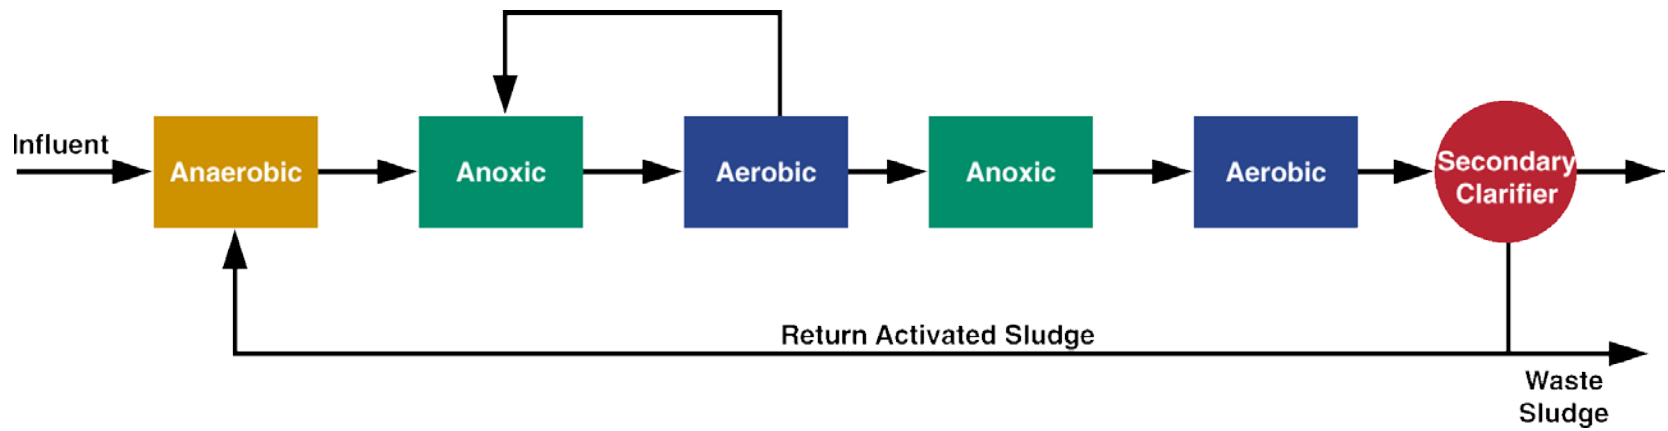 Influent
Anaerobic
Anoxic
Aerobic
Anoxic
Aerobic
Secondary
Clarifier
Return Activated Sludge
Waste
Sludge